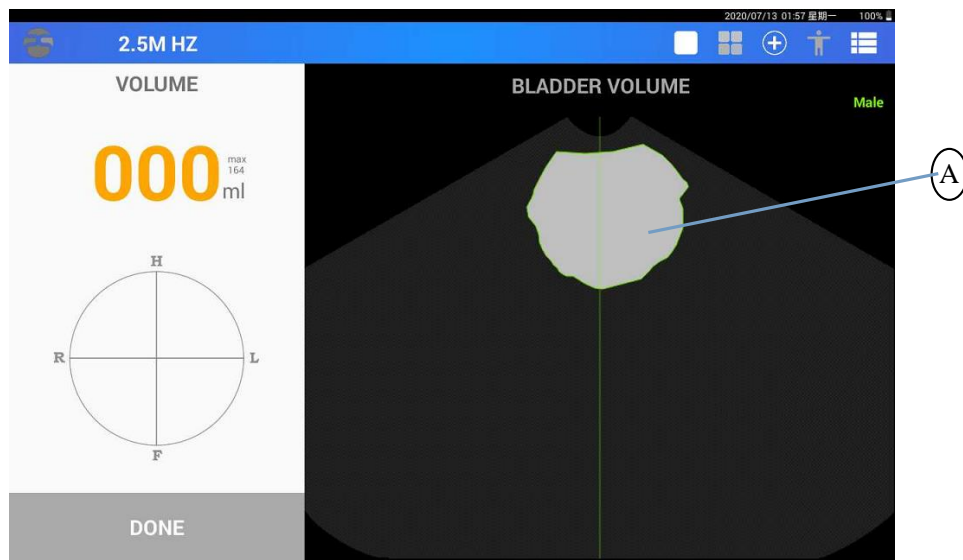 2020/07/13 01:57 星期一 100%
2.5M HZ
VOLUME
000
max
164
ml
H
R
L
F
DONE
BLADDER VOLUME
Male
A